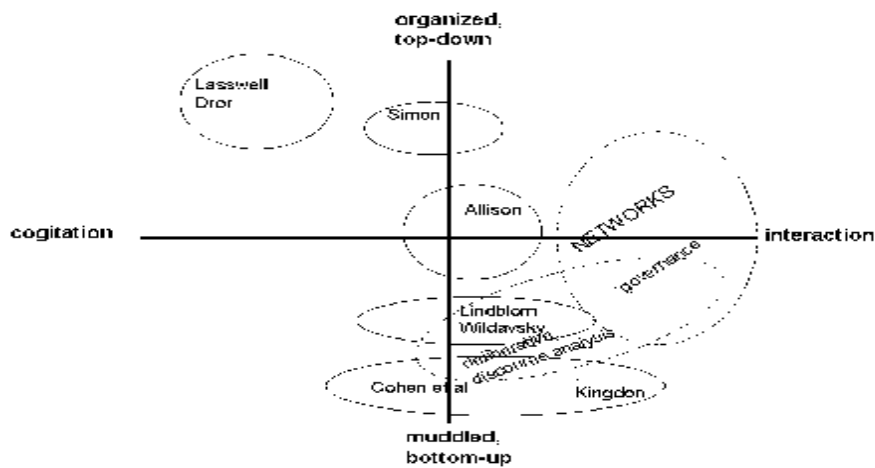 organized,
top-down
Lasswell
Dror
Simon
Allison
NETWORKS
cogitation
interaction
governance
Lindblom
Wildavsky
deliberative,
discourse analysis
Cohen et al
Kingdon
muddled,
bottom-up